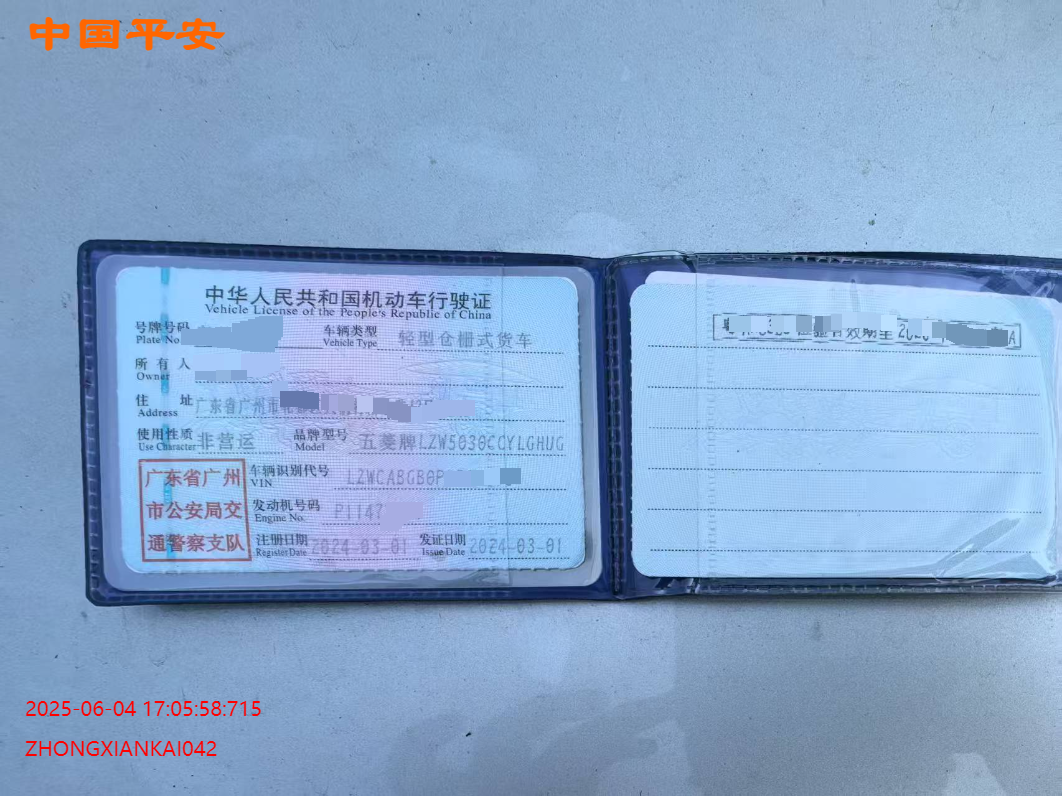 中国平安
中华人民共和国机动车行驶证
Vehicle License of the People's Republic of China
号牌号码
Plate No
车辆类型 轻型仓栅式货车
Vehicle Type
所有人
Owner
住址 广东省广州市
Address
使用性质 非营运 品牌型号 五菱牌LZW5030CCYLGHUG
Use Character Model
广东省广州市公安局交通警察支队
车辆识别代号 LZWCABGB0P
VIN
发动机号码 P1147
Engine No.
注册日期 2024-03-01 发证日期 2024-03-01
Register Date Issue Date
有效期至
2025-06-04 17:05:58:715
ZHONGXIANKAI042